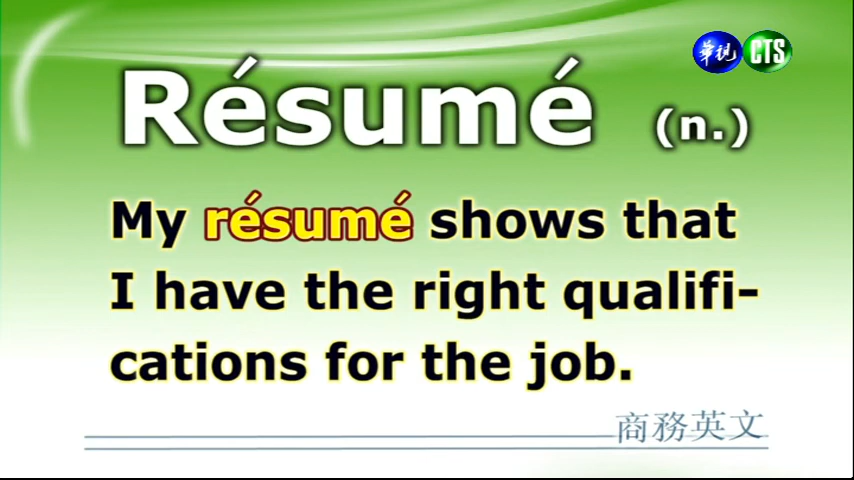 華視 CTS
Résumé (n.)
My résumé shows that
I have the right qualifi-
cations for the job.
商務英文